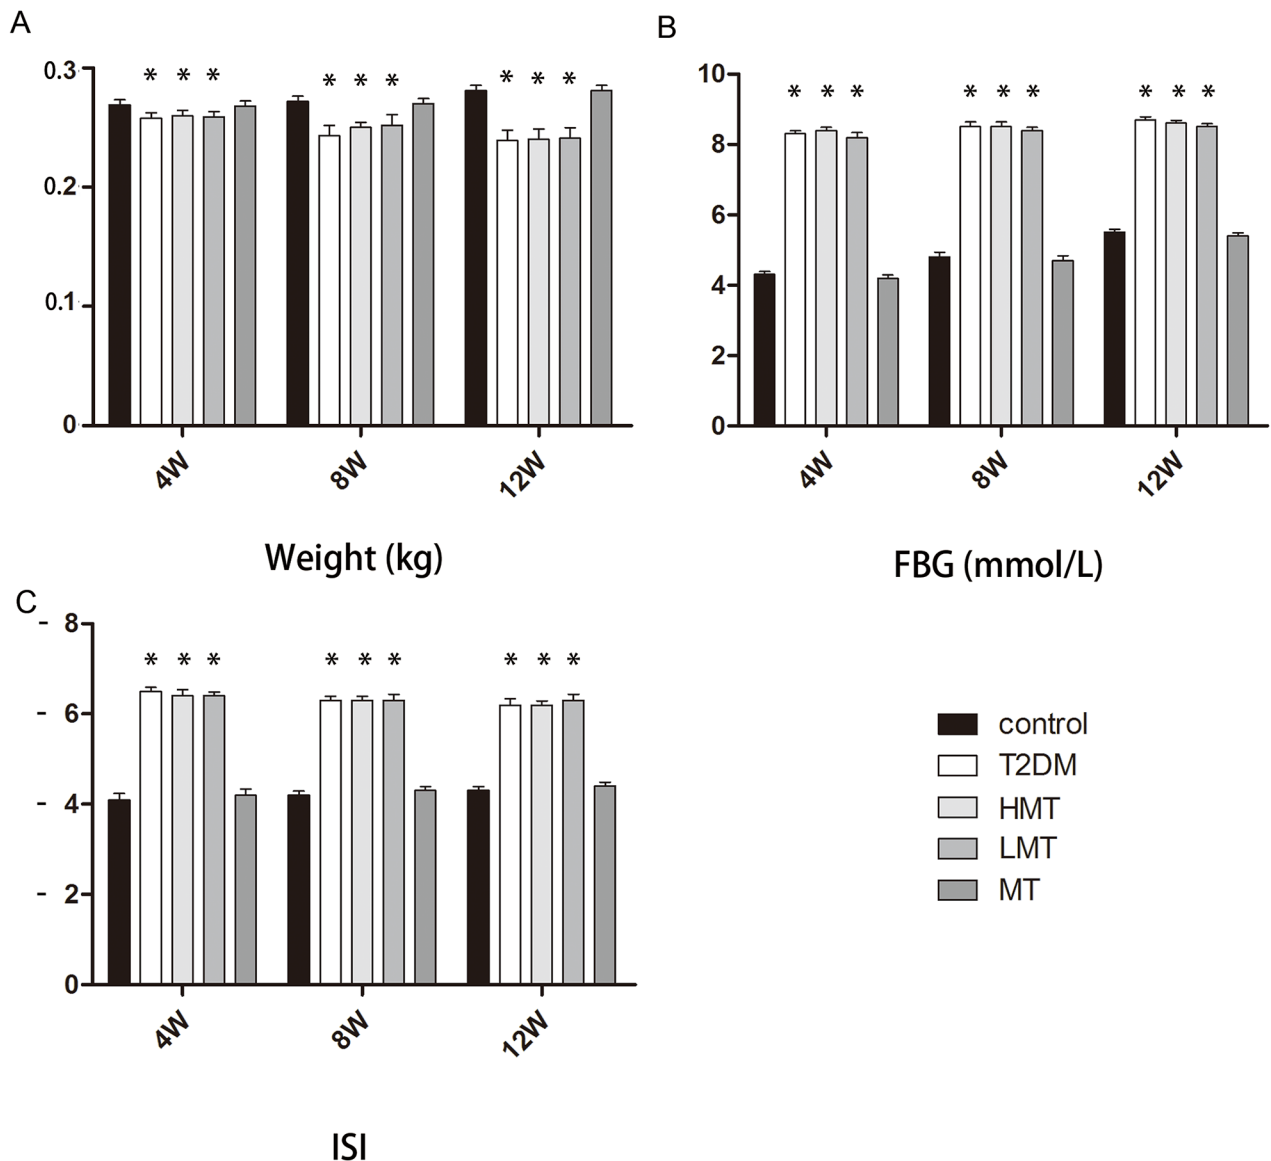 A
0.3
* * *
* * *
* * *
0.2
0.1
0
4W
8W
12W
Weight (kg)
B
10
* * *
* * *
* * *
8
6
4
2
0
4W
8W
12W
FBG (mmol/L)
C
- 8
* * *
* * *
* * *
- 6
- 4
- 2
0
4W
8W
12W
ISI
control
T2DM
HMT
LMT
MT